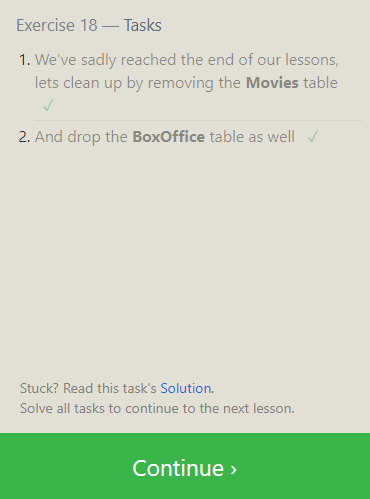 Exercise 18 — Tasks
1. We've sadly reached the end of our lessons,
lets clean up by removing the Movies table
✓
2. And drop the BoxOffice table as well ✓
Stuck? Read this task's Solution.
Solve all tasks to continue to the next lesson.
Continue ›